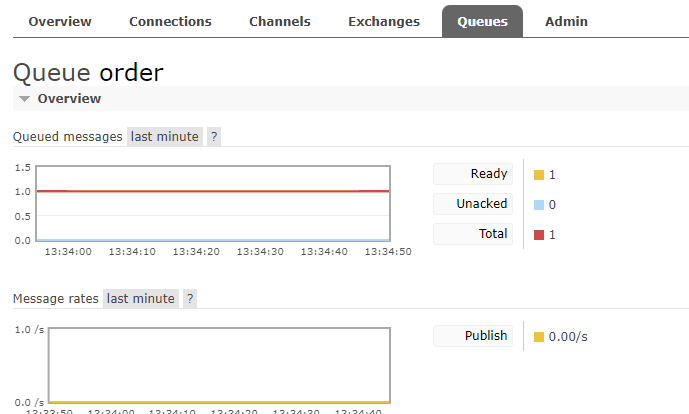 Overview Connections Channels Exchanges Queues Admin
Queue order
Overview
Queued messages last minute ?
1.5
1.0
0.5
0.0
13:34:00 13:34:10 13:34:20 13:34:30 13:34:40 13:34:50
Ready 1
Unacked 0
Total 1
Message rates last minute ?
1.0 /s
0.0 /s
13:33:50 13:34:00 13:34:10 13:34:20 13:34:30 13:34:40
Publish 0.00/s